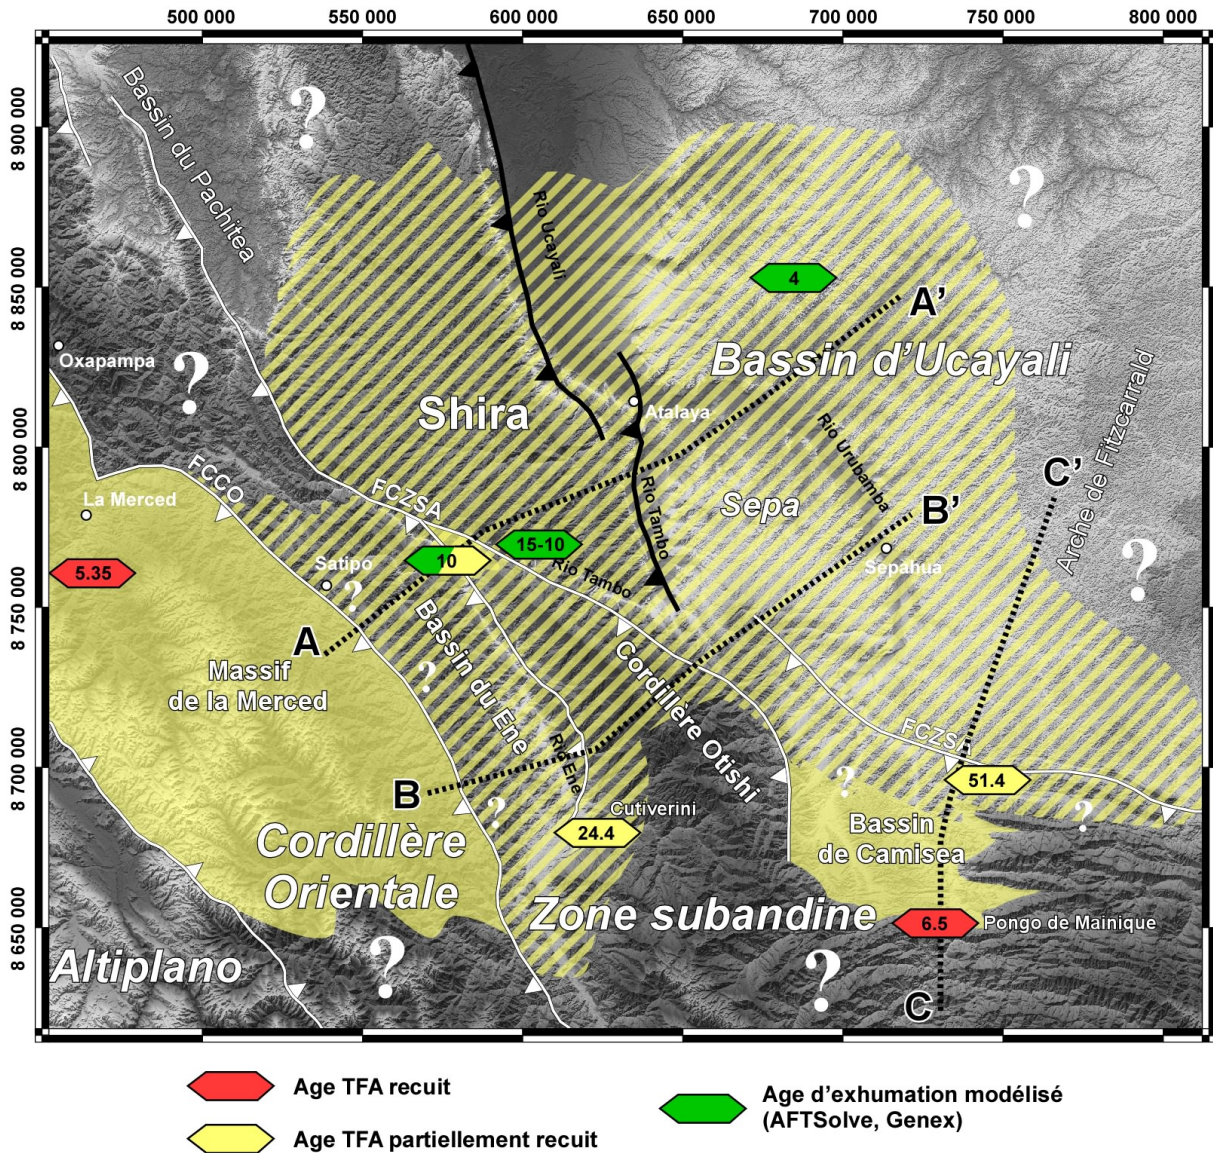 500 000 550 000 600 000 650 000 700 000 750 000 800 000
8 900 000
8 850 000
8 800 000
8 750 000
8 700 000
8 650 000
Bassin du Pachitea
?
?
Rio Ucayali
4
A'
Bassin d'Ucayali
Oxapampa
?
Shira
Atalaya
Arche de Fitzcarrald
Rio Urubamba
C'
FCCO
La Merced
FCZSA
Sepa
B'
Rio Tambo
5.35
10
15-10
Rio Tambo
Sepahua
?
Satipo
?
A
Massif
de la Merced
?
Bassin du Ene
Cordillère Otishi
FCZSA
B
Rio Ene
?
Cutiverini
24.4
51.4
?
?
Cordillère
Orientale
Bassin
de Camisea
Zone subandine
6.5
Pongo de Mainique
Altiplano
?
?
C
Age TFA recuit
Age TFA partiellement recuit
Age d'exhumation modélisé
(AFTSolve, Genex)